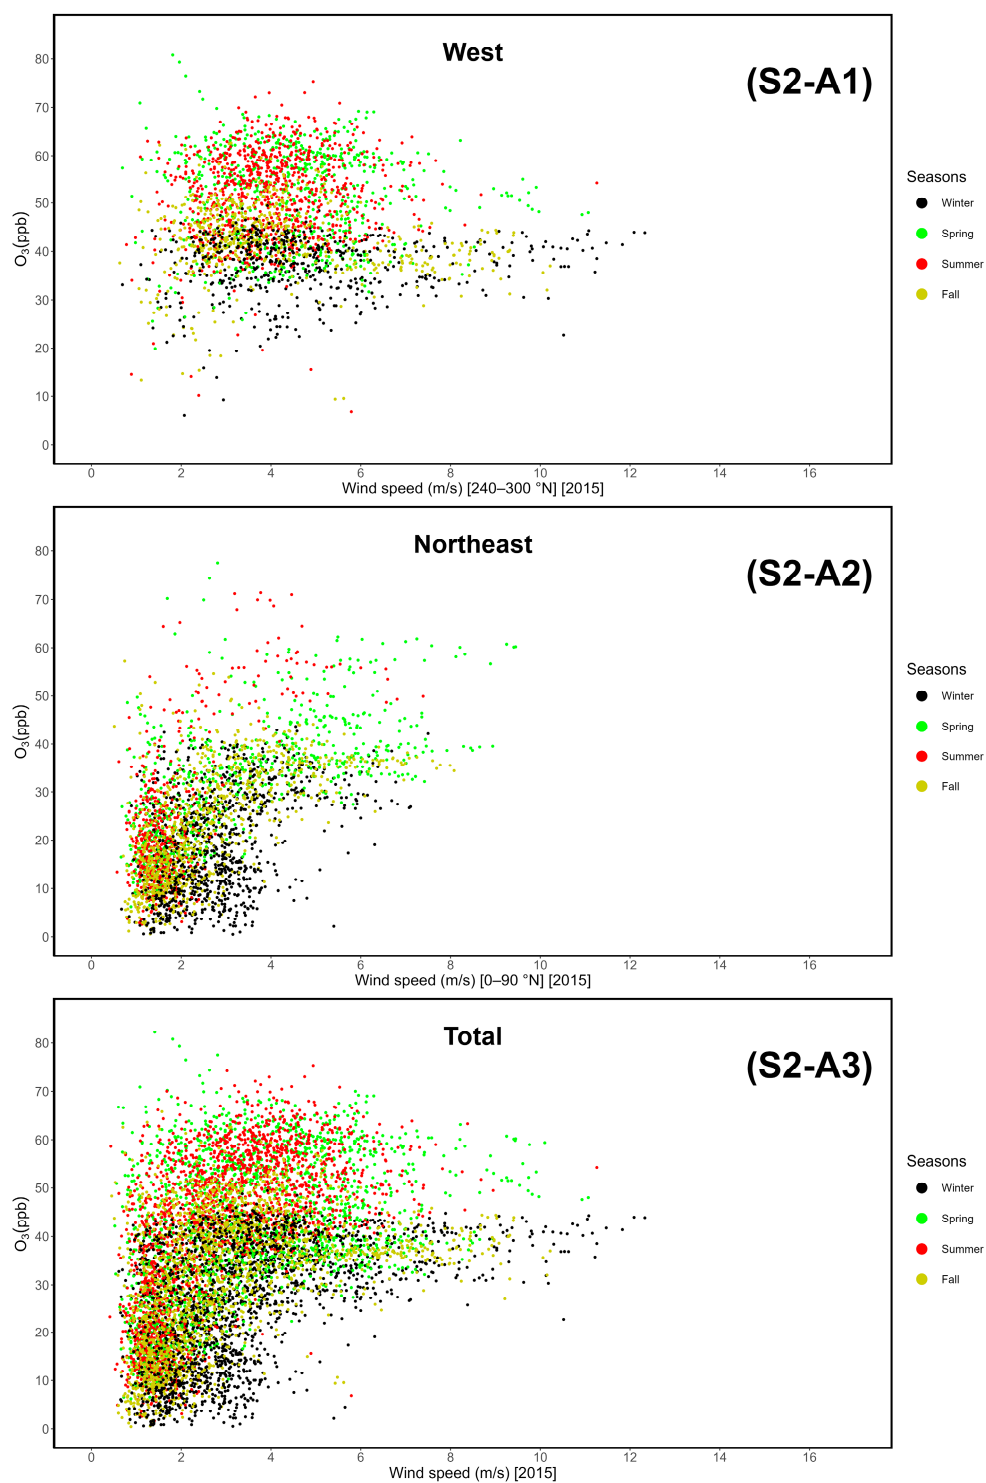 West
(S2-A1)
80
70
60
50
40
30
20
10
0
O3(ppb)
0 2 4 6 8 10 12 14 16
Wind speed (m/s) [240–300 °N] [2015]
Seasons
Winter
Spring
Summer
Fall
Northeast
(S2-A2)
80
70
60
50
40
30
20
10
0
O3(ppb)
0 2 4 6 8 10 12 14 16
Wind speed (m/s) [0–90 °N] [2015]
Seasons
Winter
Spring
Summer
Fall
Total
(S2-A3)
80
70
60
50
40
30
20
10
0
O3(ppb)
0 2 4 6 8 10 12 14 16
Wind speed (m/s) [2015]
Seasons
Winter
Spring
Summer
Fall